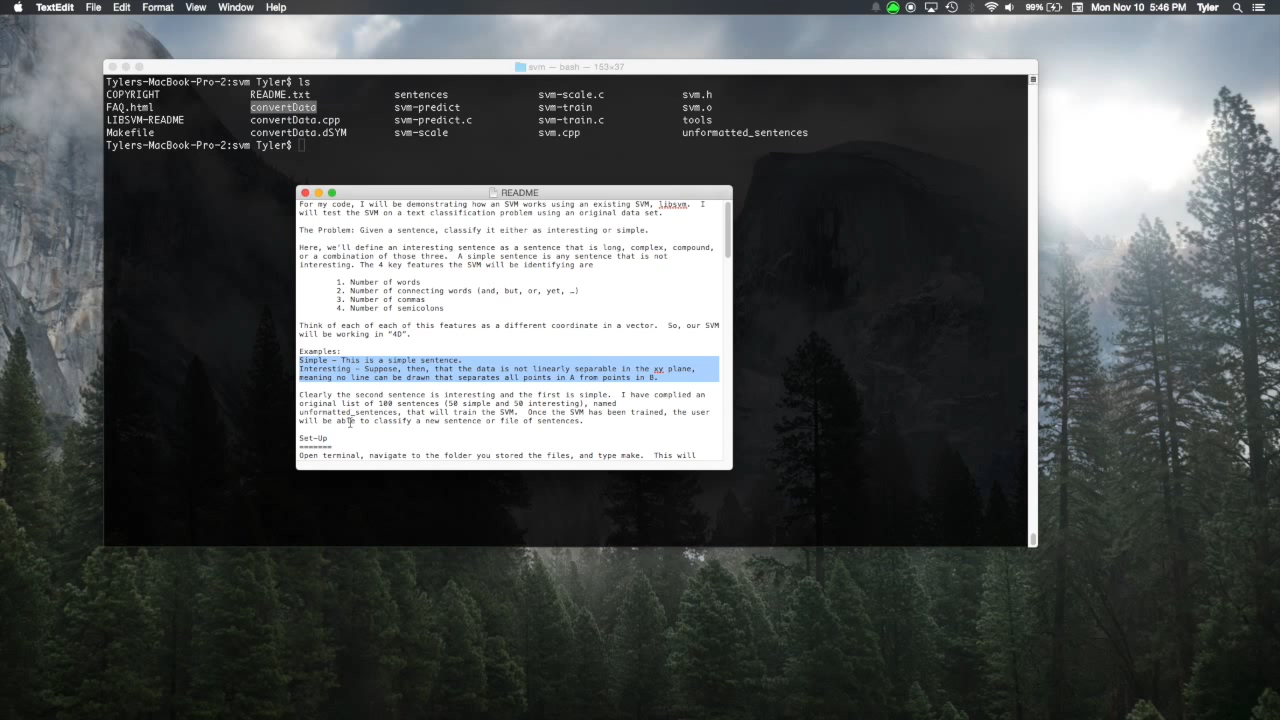 TextEdit File Edit Format View Window Help 99% Mon Nov 10 5:46 PM Tyler
svm — bash — 153×37
Tylers-MacBook-Pro-2:svm Tyler$ ls
COPYRIGHT README.txt sentences svm-scale.c svm.h
FAQ.html convertData svm-predict svm-train svm.o
LIBSVM-README convertData.cpp svm-predict.c svm-train.c tools
Makefile convertData.dSYM svm-scale svm.cpp unformatted_sentences
Tylers-MacBook-Pro-2:svm Tyler$
README
For my code, I will be demonstrating how an SVM works using an existing SVM, libsvm. I
will test the SVM on a text classification problem using an original data set.
The Problem: Given a sentence, classify it either as interesting or simple.
Here, we'll define an interesting sentence as a sentence that is long, complex, compound,
or a combination of those three. A simple sentence is any sentence that is not
interesting. The 4 key features the SVM will be identifying are
1. Number of words
2. Number of connecting words (and, but, or, yet, …)
3. Number of commas
4. Number of semicolons
Think of each of each of this features as a different coordinate in a vector. So, our SVM
will be working in "4D".
Examples:
Simple – This is a simple sentence.
Interesting – Suppose, then, that the data is not linearly separable in the xy plane,
meaning no line can be drawn that separates all points in A from points in B.
Clearly the second sentence is interesting and the first is simple. I have complied an
original list of 100 sentences (50 simple and 50 interesting), named
unformatted_sentences, that will train the SVM. Once the SVM has been trained, the user
will be able to classify a new sentence or file of sentences.
Set-Up
=======
Open terminal, navigate to the folder you stored the files, and type make. This will